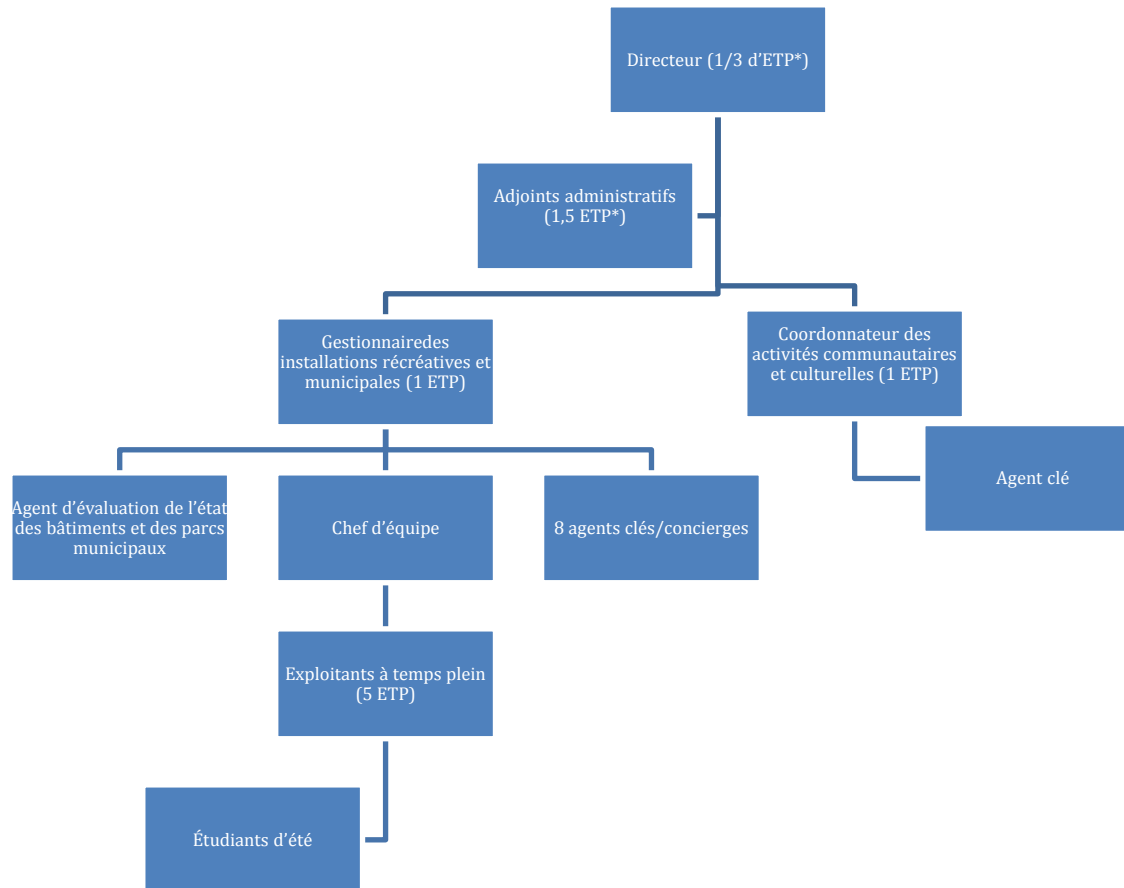 Directeur (1/3 d’ETP*)
Adjoints administratifs
(1,5 ETP*)
Gestionnairedes
installations récréatives et
municipales (1 ETP)
Coordonnateur des
activités communautaires
et culturelles (1 ETP)
Agent clé
Agent d’évaluation de l’état
des bâtiments et des parcs
municipaux
Chef d’équipe
8 agents clés/concierges
Exploitants à temps plein
(5 ETP)
Étudiants d’été